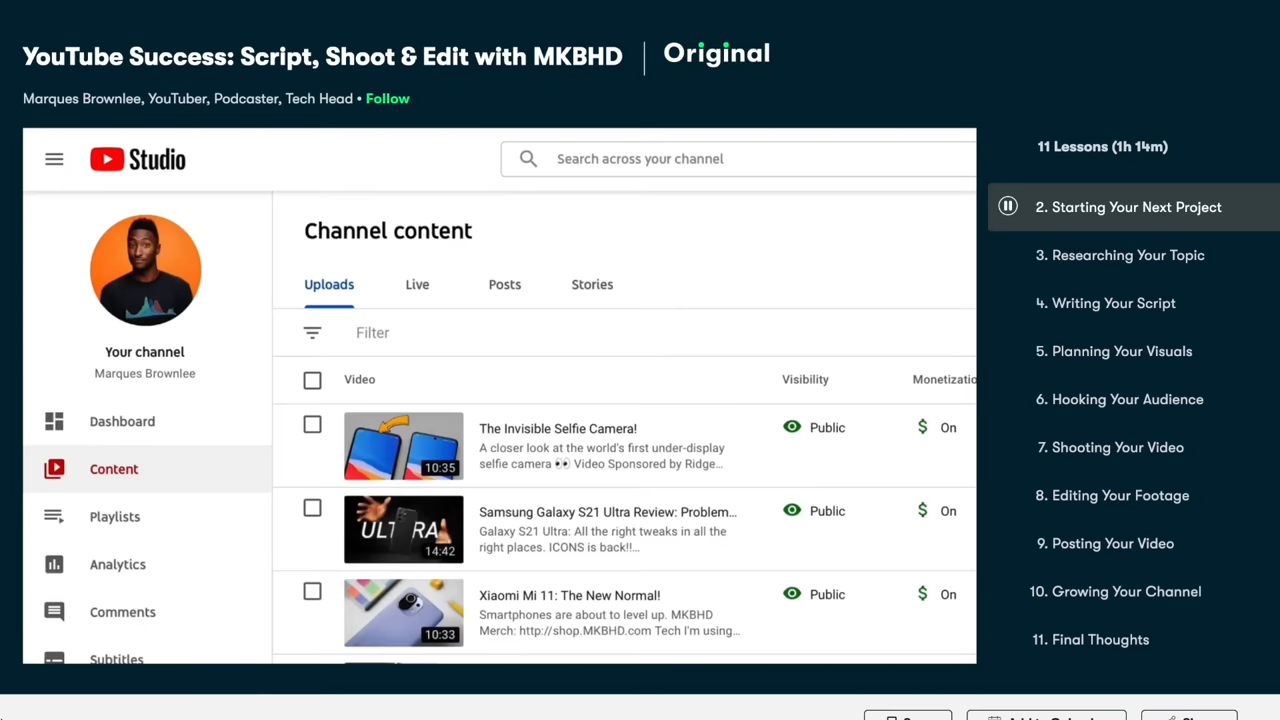 YouTube Success: Script, Shoot & Edit with MKBHD
Original
Marques Brownlee, YouTuber, Podcaster, Tech Head • Follow
Studio
Search across your channel
Your channel
Marques Brownlee
Dashboard
Content
Playlists
Analytics
Comments
Subtitles
Channel content
Uploads Live Posts Stories
Filter
Video Visibility Monetizatio
10:35
The Invisible Selfie Camera!
A closer look at the world's first under-display
selfie camera 👀 Video Sponsored by Ridge...
Public $ On
ULTRA
14:42
Samsung Galaxy S21 Ultra Review: Problem...
Galaxy S21 Ultra: All the right tweaks in all the
right places. ICONS is back!!...
Public $ On
10:33
Xiaomi Mi 11: The New Normal!
Smartphones are about to level up. MKBHD
Merch: http://shop.MKBHD.com Tech I'm using...
Public $ On
11 Lessons (1h 14m)
2. Starting Your Next Project
3. Researching Your Topic
4. Writing Your Script
5. Planning Your Visuals
6. Hooking Your Audience
7. Shooting Your Video
8. Editing Your Footage
9. Posting Your Video
10. Growing Your Channel
11. Final Thoughts